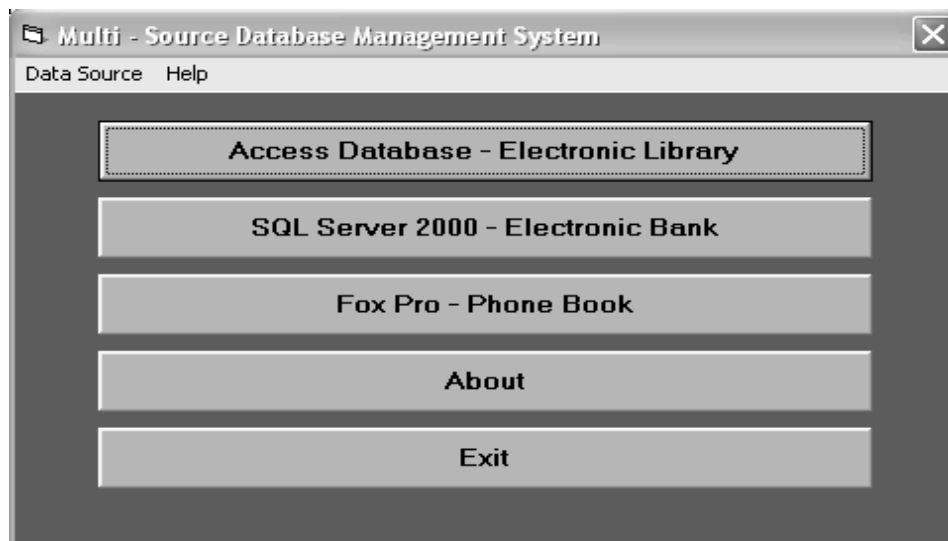 Multi - Source Database Management System
Data Source Help
Access Database - Electronic Library
SQL Server 2000 - Electronic Bank
Fox Pro - Phone Book
About
Exit